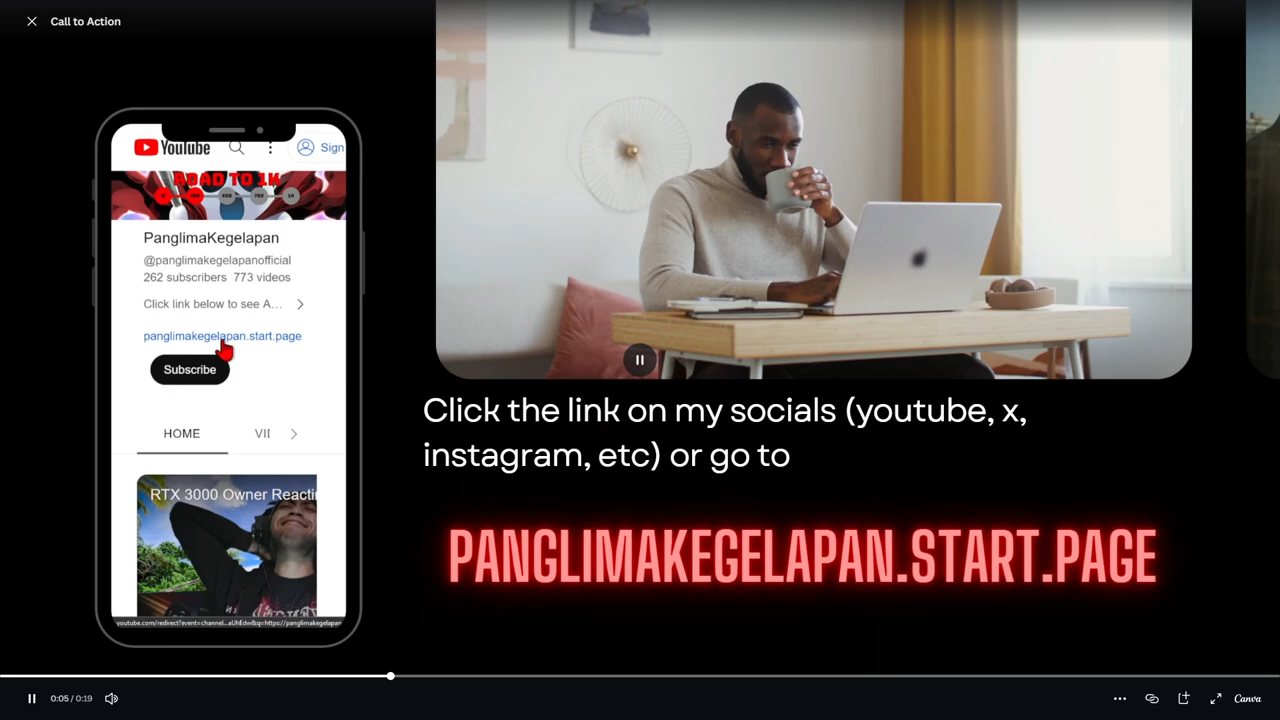 Call to Action
YouTube
Sign
ROAD TO 1K
PanglimaKegelapan
@panglimakegelapanofficial
262 subscribers 773 videos
Click link below to see A...
panglimakegelapan.start.page
Subscribe
HOME
VII
RTX 3000 Owner Reactin
Click the link on my socials (youtube, x,
instagram, etc) or go to
PANGLIMAKEGELAPAN.START.PAGE
0:05 / 0:19
Canva